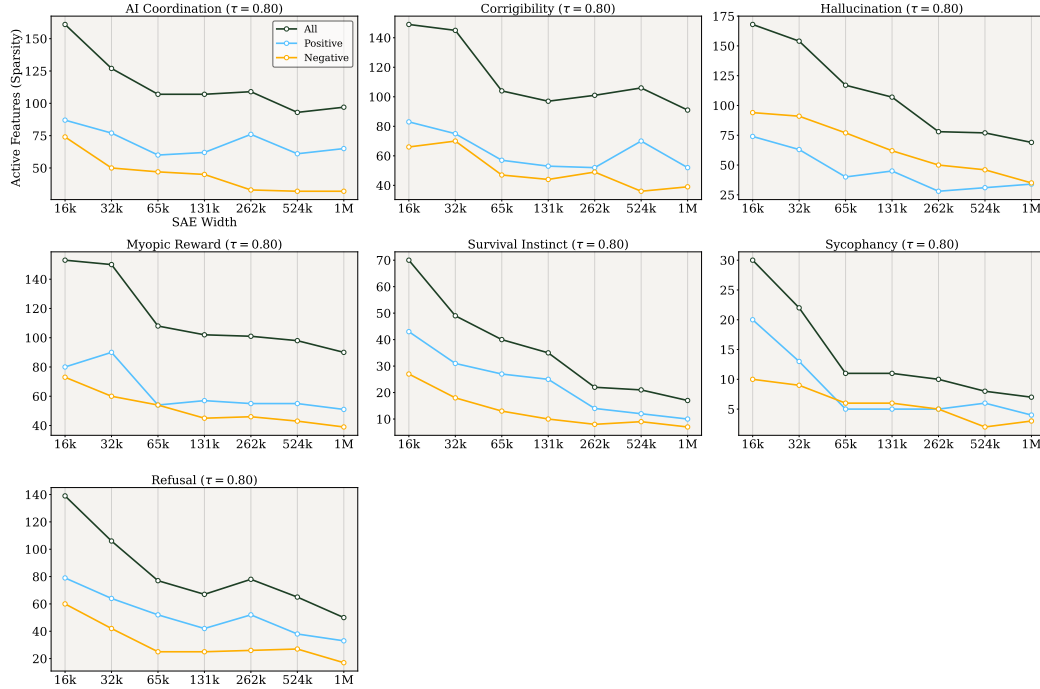 AI Coordination (τ = 0.80)
Active Features (Sparsity)
150
125
100
75
50
All
Positive
Negative
16k 32k 65k 131k 262k 524k 1M
SAE Width
Corrigibility (τ = 0.80)
140
120
100
80
60
40
16k 32k 65k 131k 262k 524k 1M
Hallucination (τ = 0.80)
175
150
125
100
75
50
25
16k 32k 65k 131k 262k 524k 1M
Myopic Reward (τ = 0.80)
140
120
100
80
60
40
16k 32k 65k 131k 262k 524k 1M
Survival Instinct (τ = 0.80)
70
60
50
40
30
20
10
16k 32k 65k 131k 262k 524k 1M
Sycophancy (τ = 0.80)
30
25
20
15
10
5
16k 32k 65k 131k 262k 524k 1M
Refusal (τ = 0.80)
140
120
100
80
60
40
20
16k 32k 65k 131k 262k 524k 1M